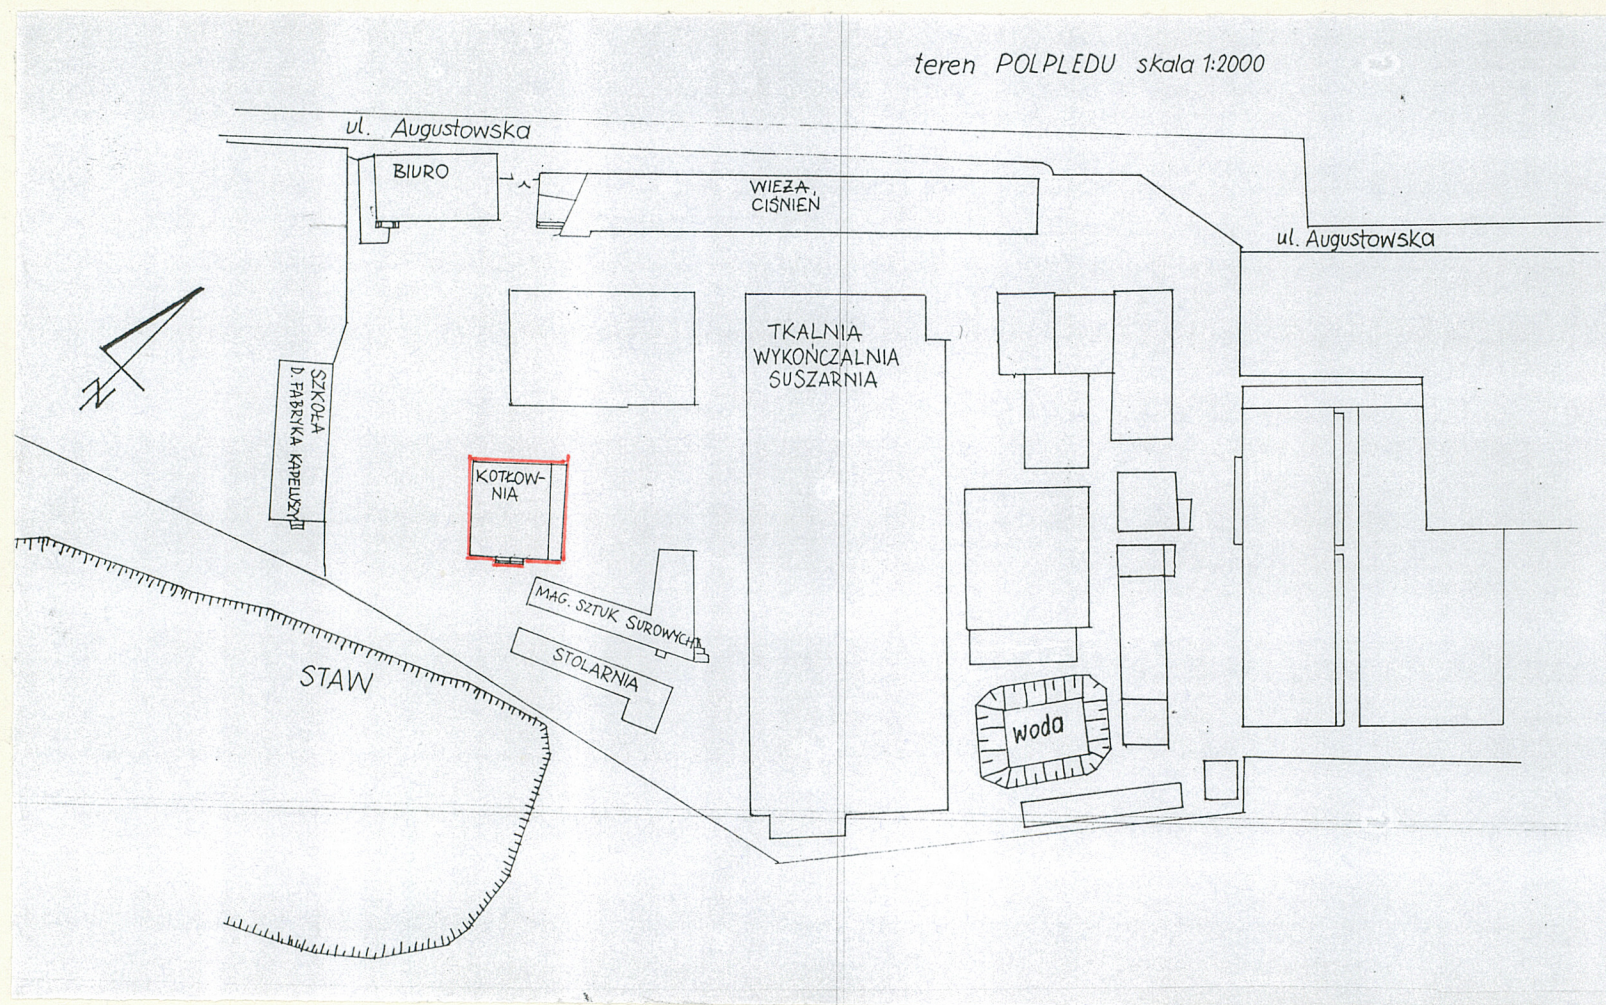 teren POLPLEDU skala 1:2000
ul. Augustowska
BIURO
WIEŻA
CIŚNIEŃ
ul. Augustowska
TKALNIA
WYKOŃCZALNIA
SUSZARNIA
SZKOŁA
D. FABRYKA KAPELUSZY
KOTŁOW-
NIA
N
MAG. SZTUK SUROWYCH
STOLARNIA
STAW
woda